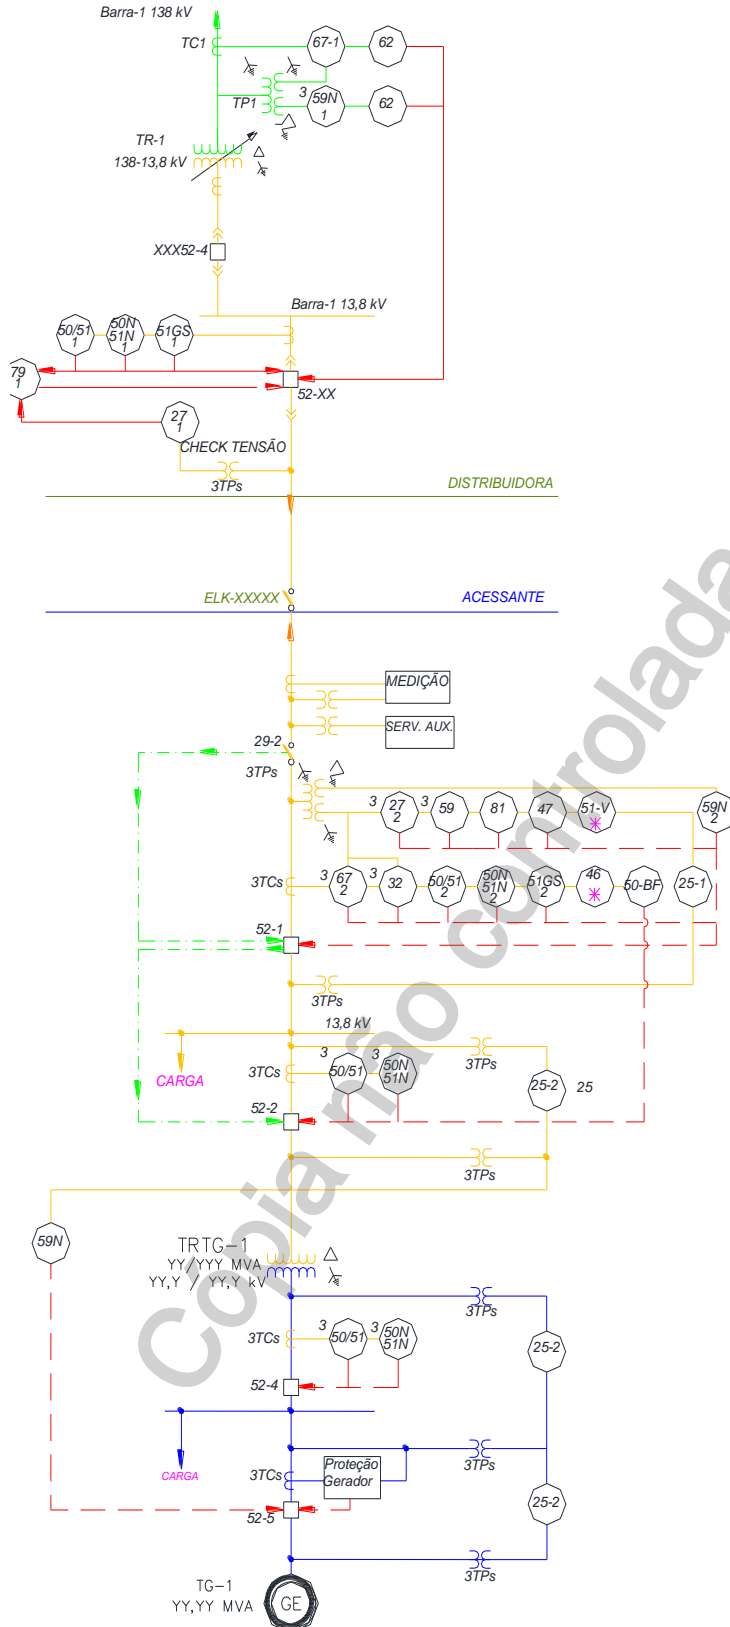 Barra-1 138 kV
TC1
67-1
62
TP1
3
59N
1
62
TR-1
138-13,8 kV
XXX52-4
Barra-1 13,8 kV
50/51
1
50N
51N
1
51GS
1
79
1
52-XX
27
1
CHECK TENSÃO
3TPs
DISTRIBUIDORA
ELK-XXXXX
ACESSANTE
MEDIÇÃO
SERV. AUX.
29-2
3TPs
3
27
2
3
59
81
47
51-V
59N
2
3TCs
3
67
2
3
32
50/51
2
50N
51N
2
51GS
2
46
50-BF
25-1
52-1
3TPs
13,8 kV
CARGA
3TCs
3
50/51
3
50N
51N
3TPs
25-2
25
52-2
3TPs
59N
TRTG-1
YY/YYY MVA
YY,Y / YY,Y kV
3TPs
3TCs
3
50/51
3
50N
51N
25-2
52-4
CARGA
3TCs
Proteção
Gerador
3TPs
25-2
52-5
3TPs
TG-1
YY,YY MVA
GE
Cópia não controlada